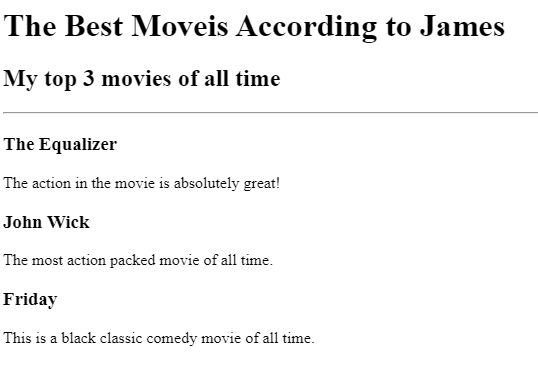 The Best Moveis According to James
My top 3 movies of all time
The Equalizer
The action in the movie is absolutely great!
John Wick
The most action packed movie of all time.
Friday
This is a black classic comedy movie of all time.